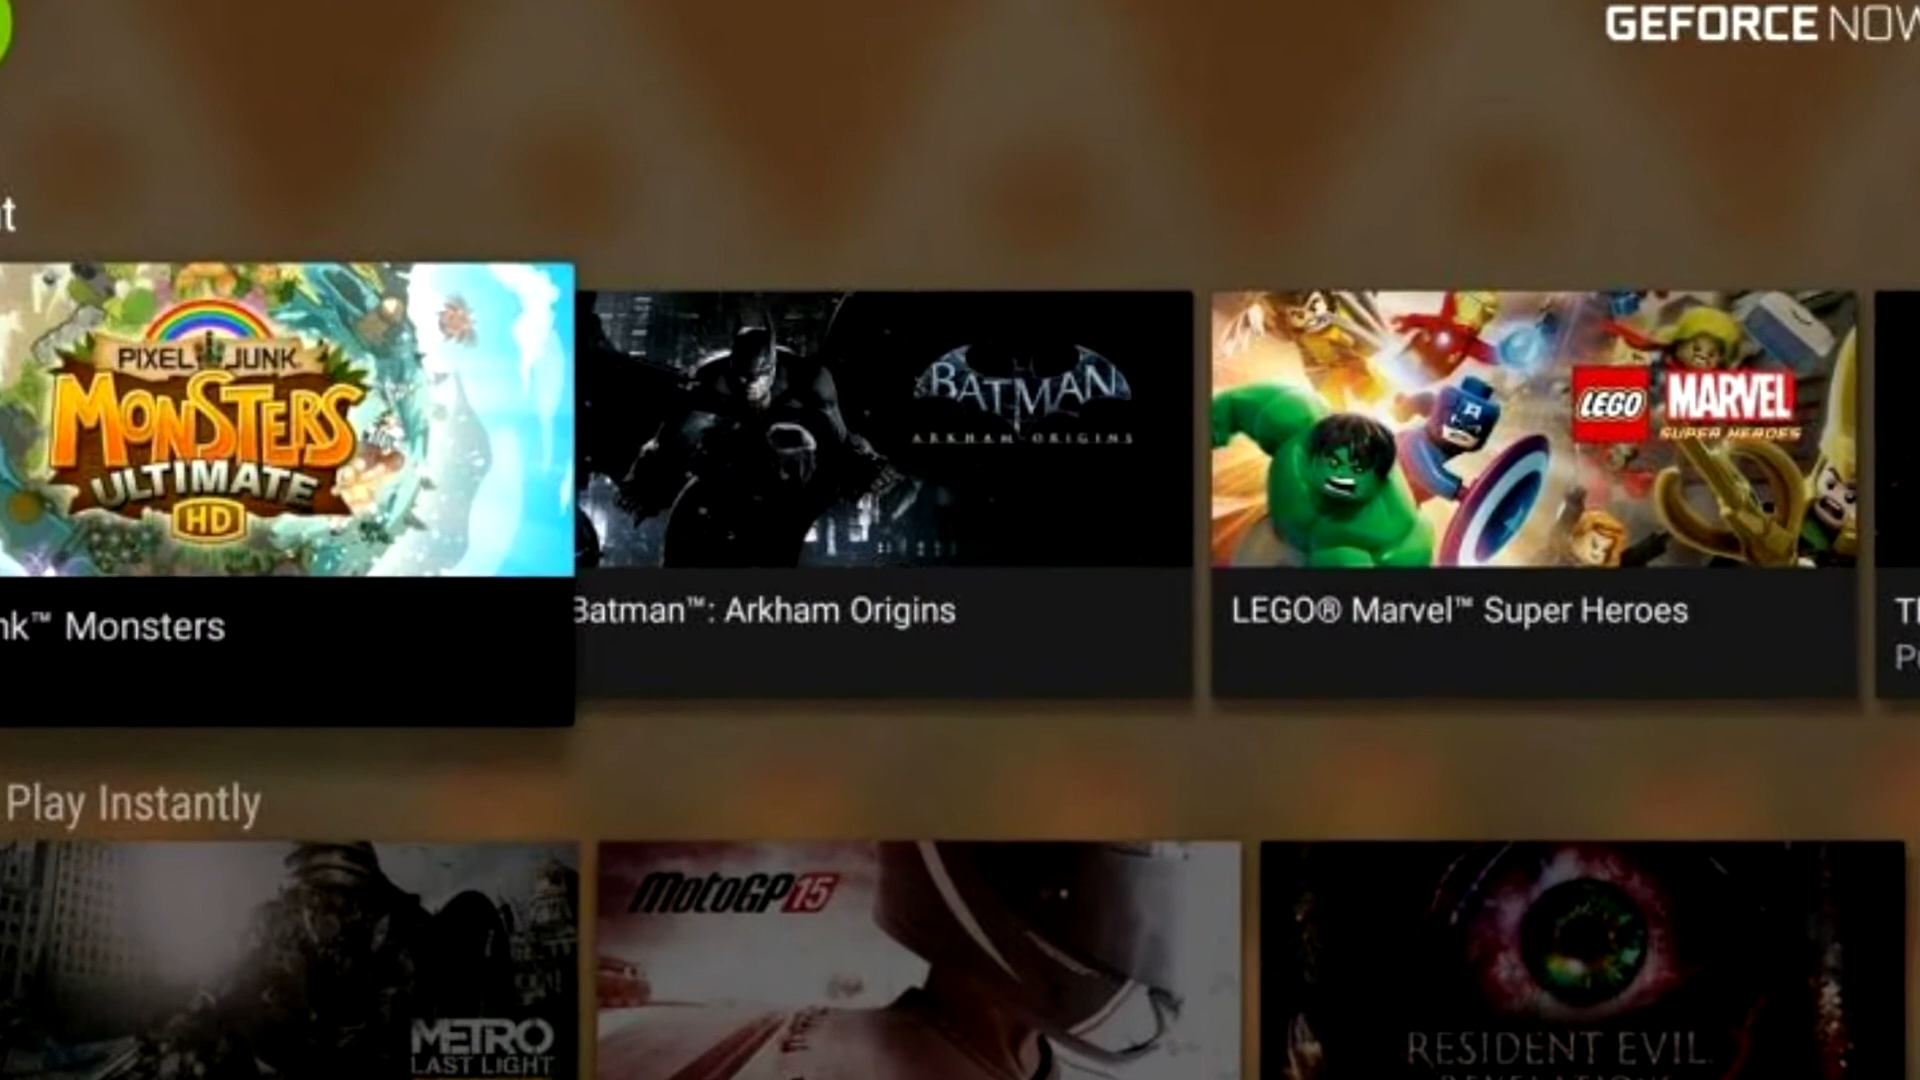 GEFORCE NOW
PIXEL JUNK
MONSTERS
ULTIMATE
HD
BATMAN
ARKHAM ORIGINS
LEGO MARVEL
SUPER HEROES
nk™ Monsters
Batman™: Arkham Origins
LEGO® Marvel™ Super Heroes
Play Instantly
MotoGP15
METRO
LAST LIGHT
RESIDENT EVIL